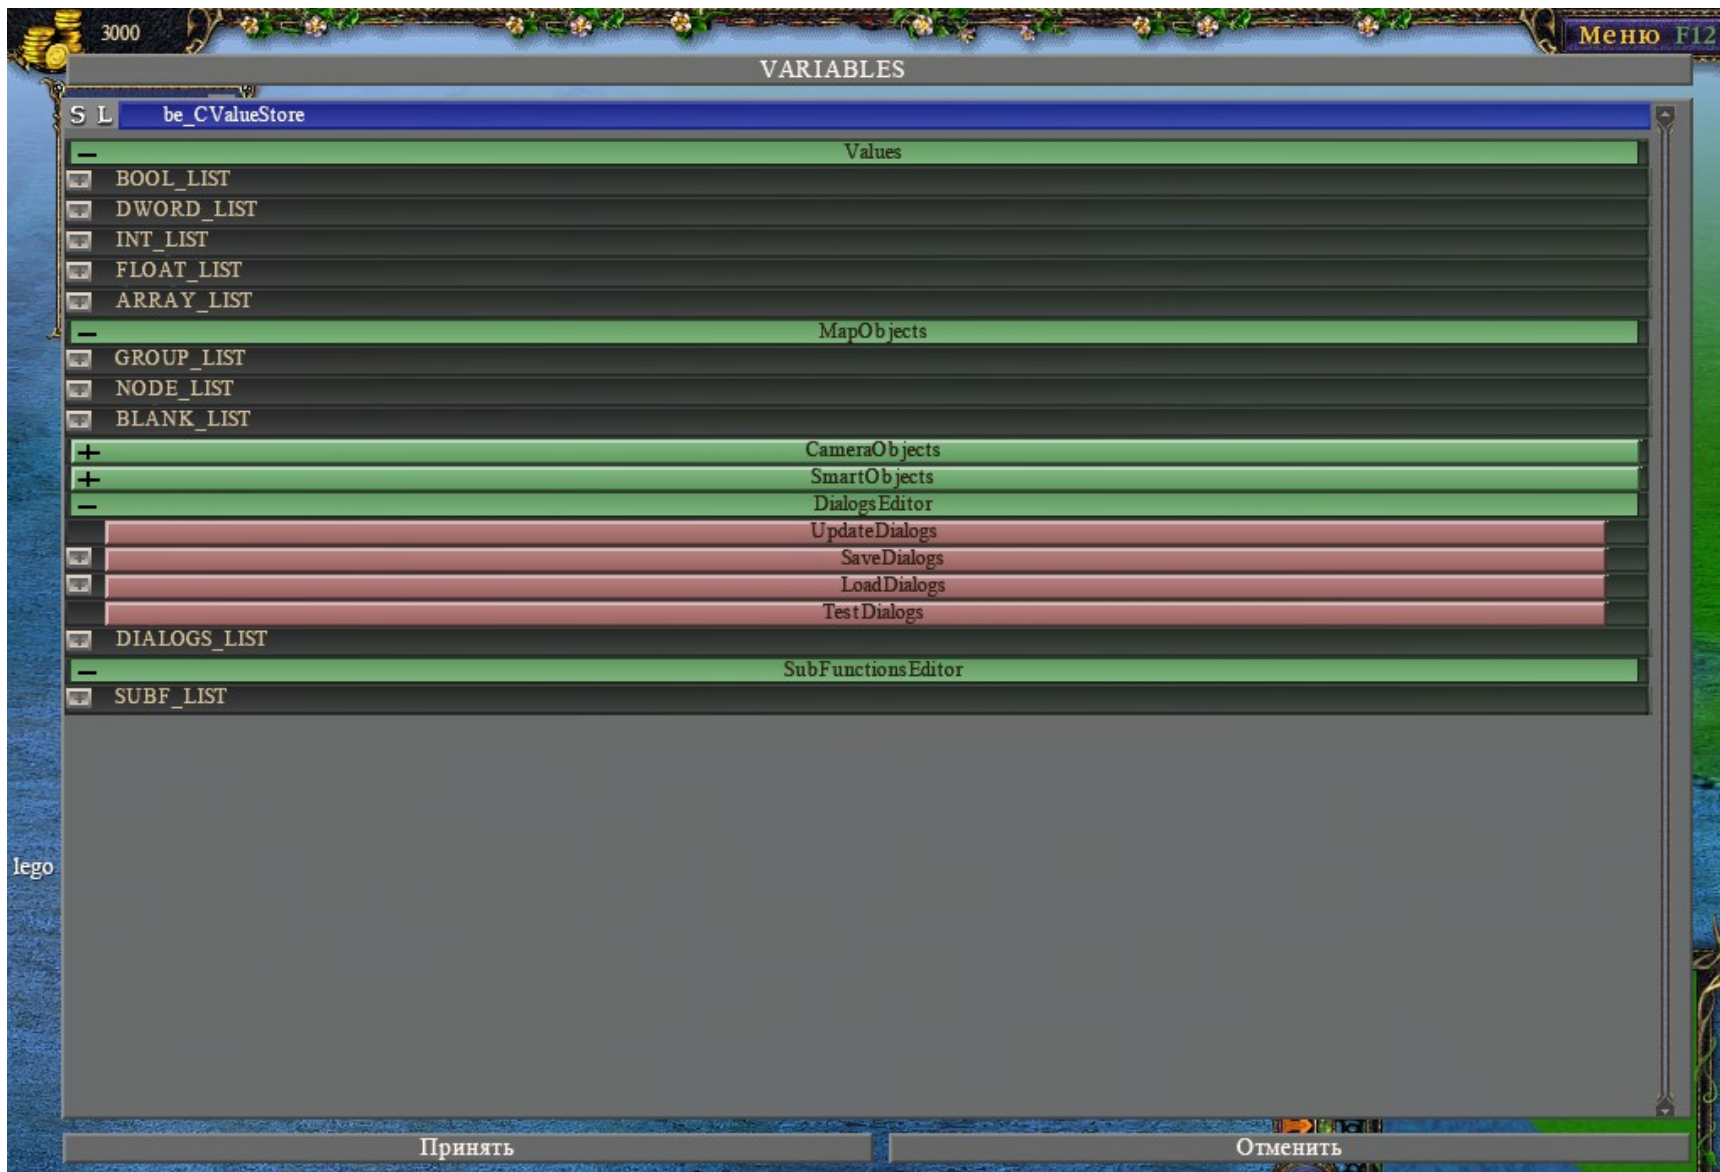 3000
Меню F12
VARIABLES
S L be_CValueStore
Values
BOOL_LIST
DWORD_LIST
INT_LIST
FLOAT_LIST
ARRAY_LIST
MapObjects
GROUP_LIST
NODE_LIST
BLANK_LIST
CameraObjects
SmartObjects
DialogsEditor
UpdateDialogs
SaveDialogs
LoadDialogs
TestDialogs
DIALOGS_LIST
SubFunctionsEditor
SUBF_LIST
lego
Принять
Отменить